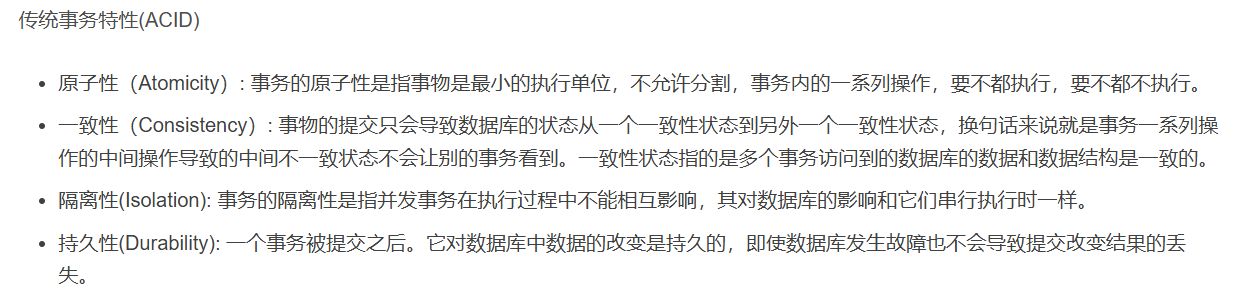 传统事务特性(ACID)
• 原子性（Atomicity）: 事务的原子性是指事物是最小的执行单位，不允许分割，事务内的一系列操作，要不都执行，要不都不执行。
• 一致性（Consistency）: 事物的提交只会导致数据库的状态从一个一致性状态到另外一个一致性状态，换句话来说就是事务一系列操
作的中间操作导致的中间不一致状态不会让别的事务看到。一致性状态指的是多个事务访问到的数据库的数据和数据结构是一致的。
• 隔离性(Isolation): 事务的隔离性是指并发事务在执行过程中不能相互影响，其对数据库的影响和它们串行执行时一样。
• 持久性(Durability): 一个事务被提交之后。它对数据库中数据的改变是持久的，即使数据库发生故障也不会导致提交改变结果的丢
失。